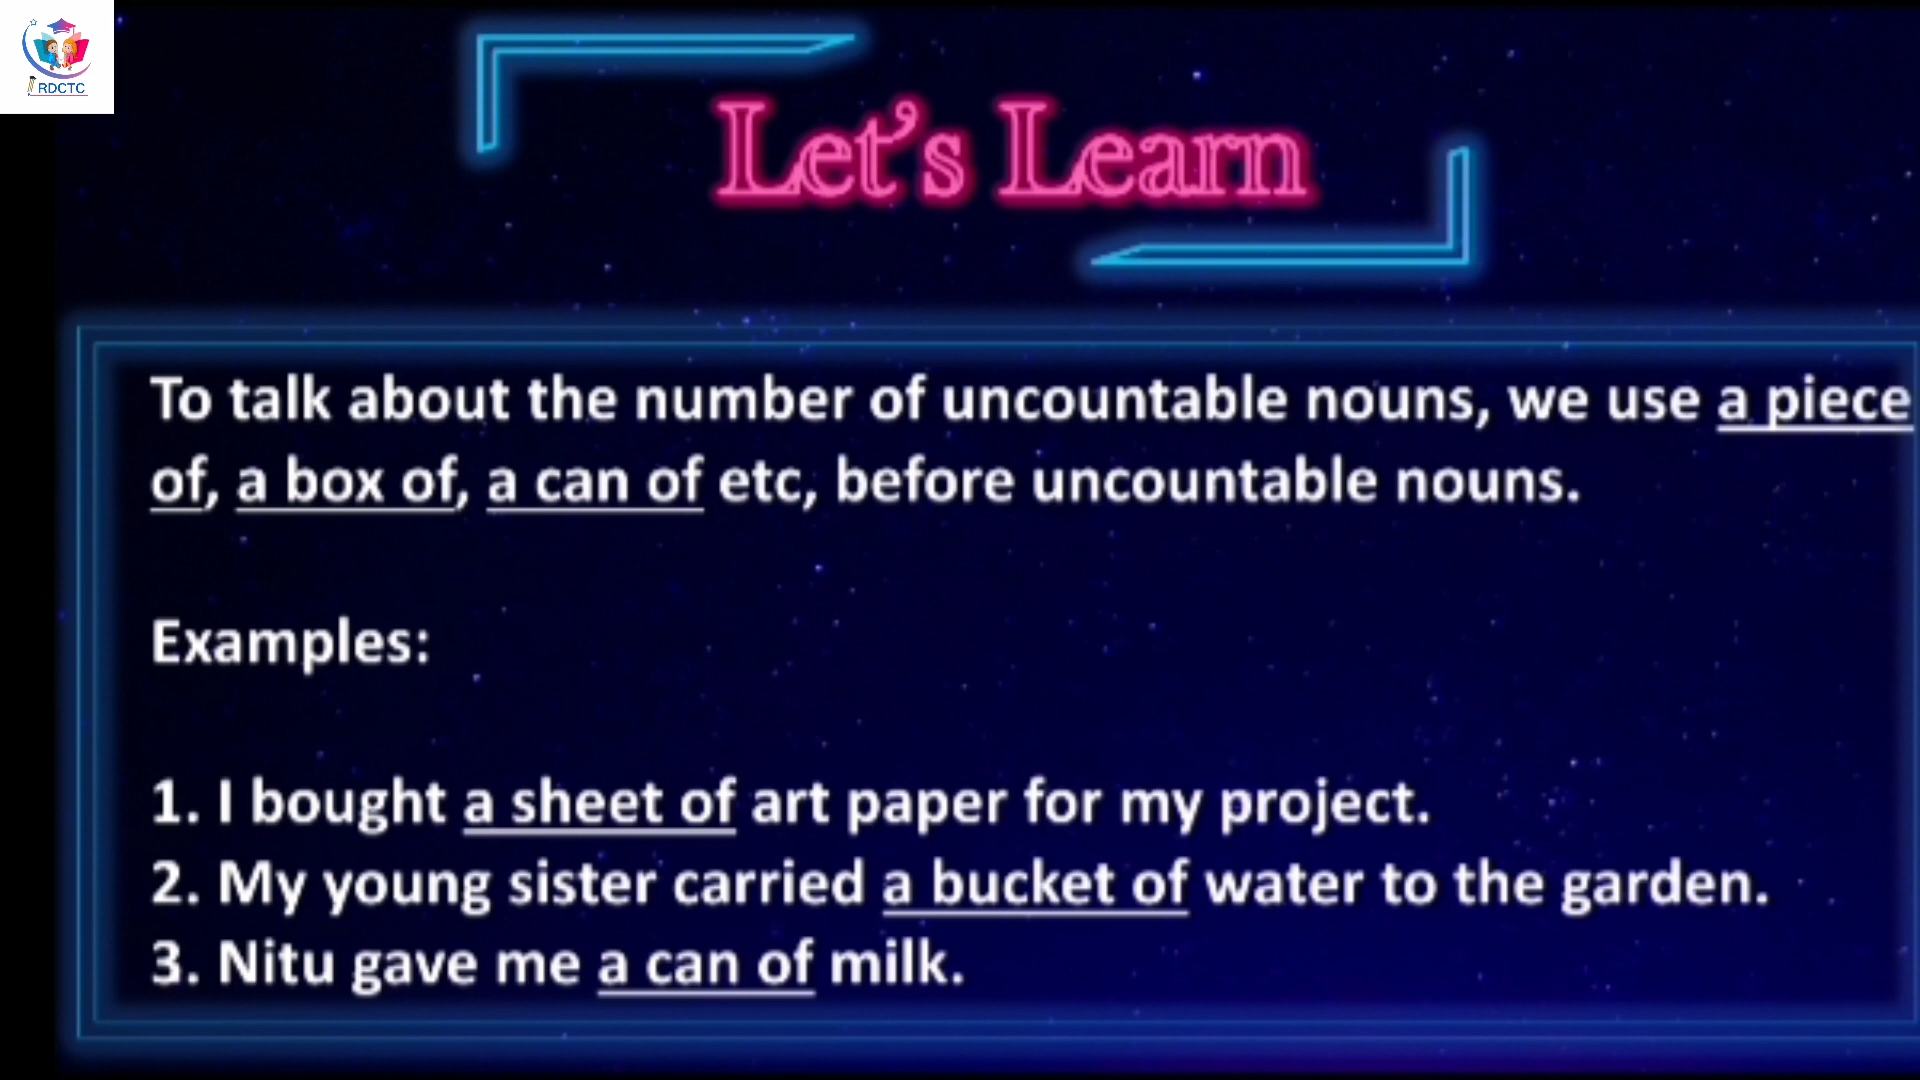 RDCTC
Let's Learn
To talk about the number of uncountable nouns, we use a piece
of, a box of, a can of etc, before uncountable nouns.
Examples:
1. I bought a sheet of art paper for my project.
2. My young sister carried a bucket of water to the garden.
3. Nitu gave me a can of milk.